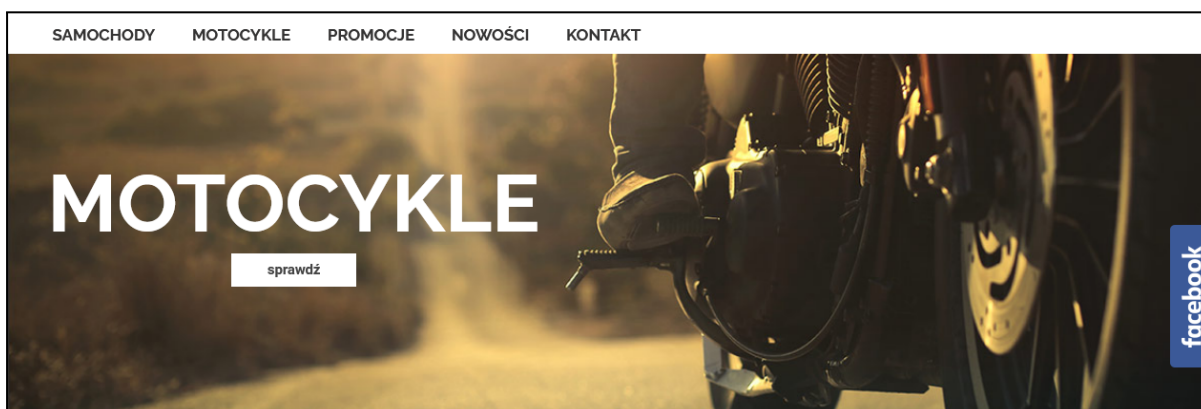 SAMOCHODY MOTOCYKLE PROMOCJE NOWOŚCI KONTAKT
MOTOCYKLE
sprawdź
facebook